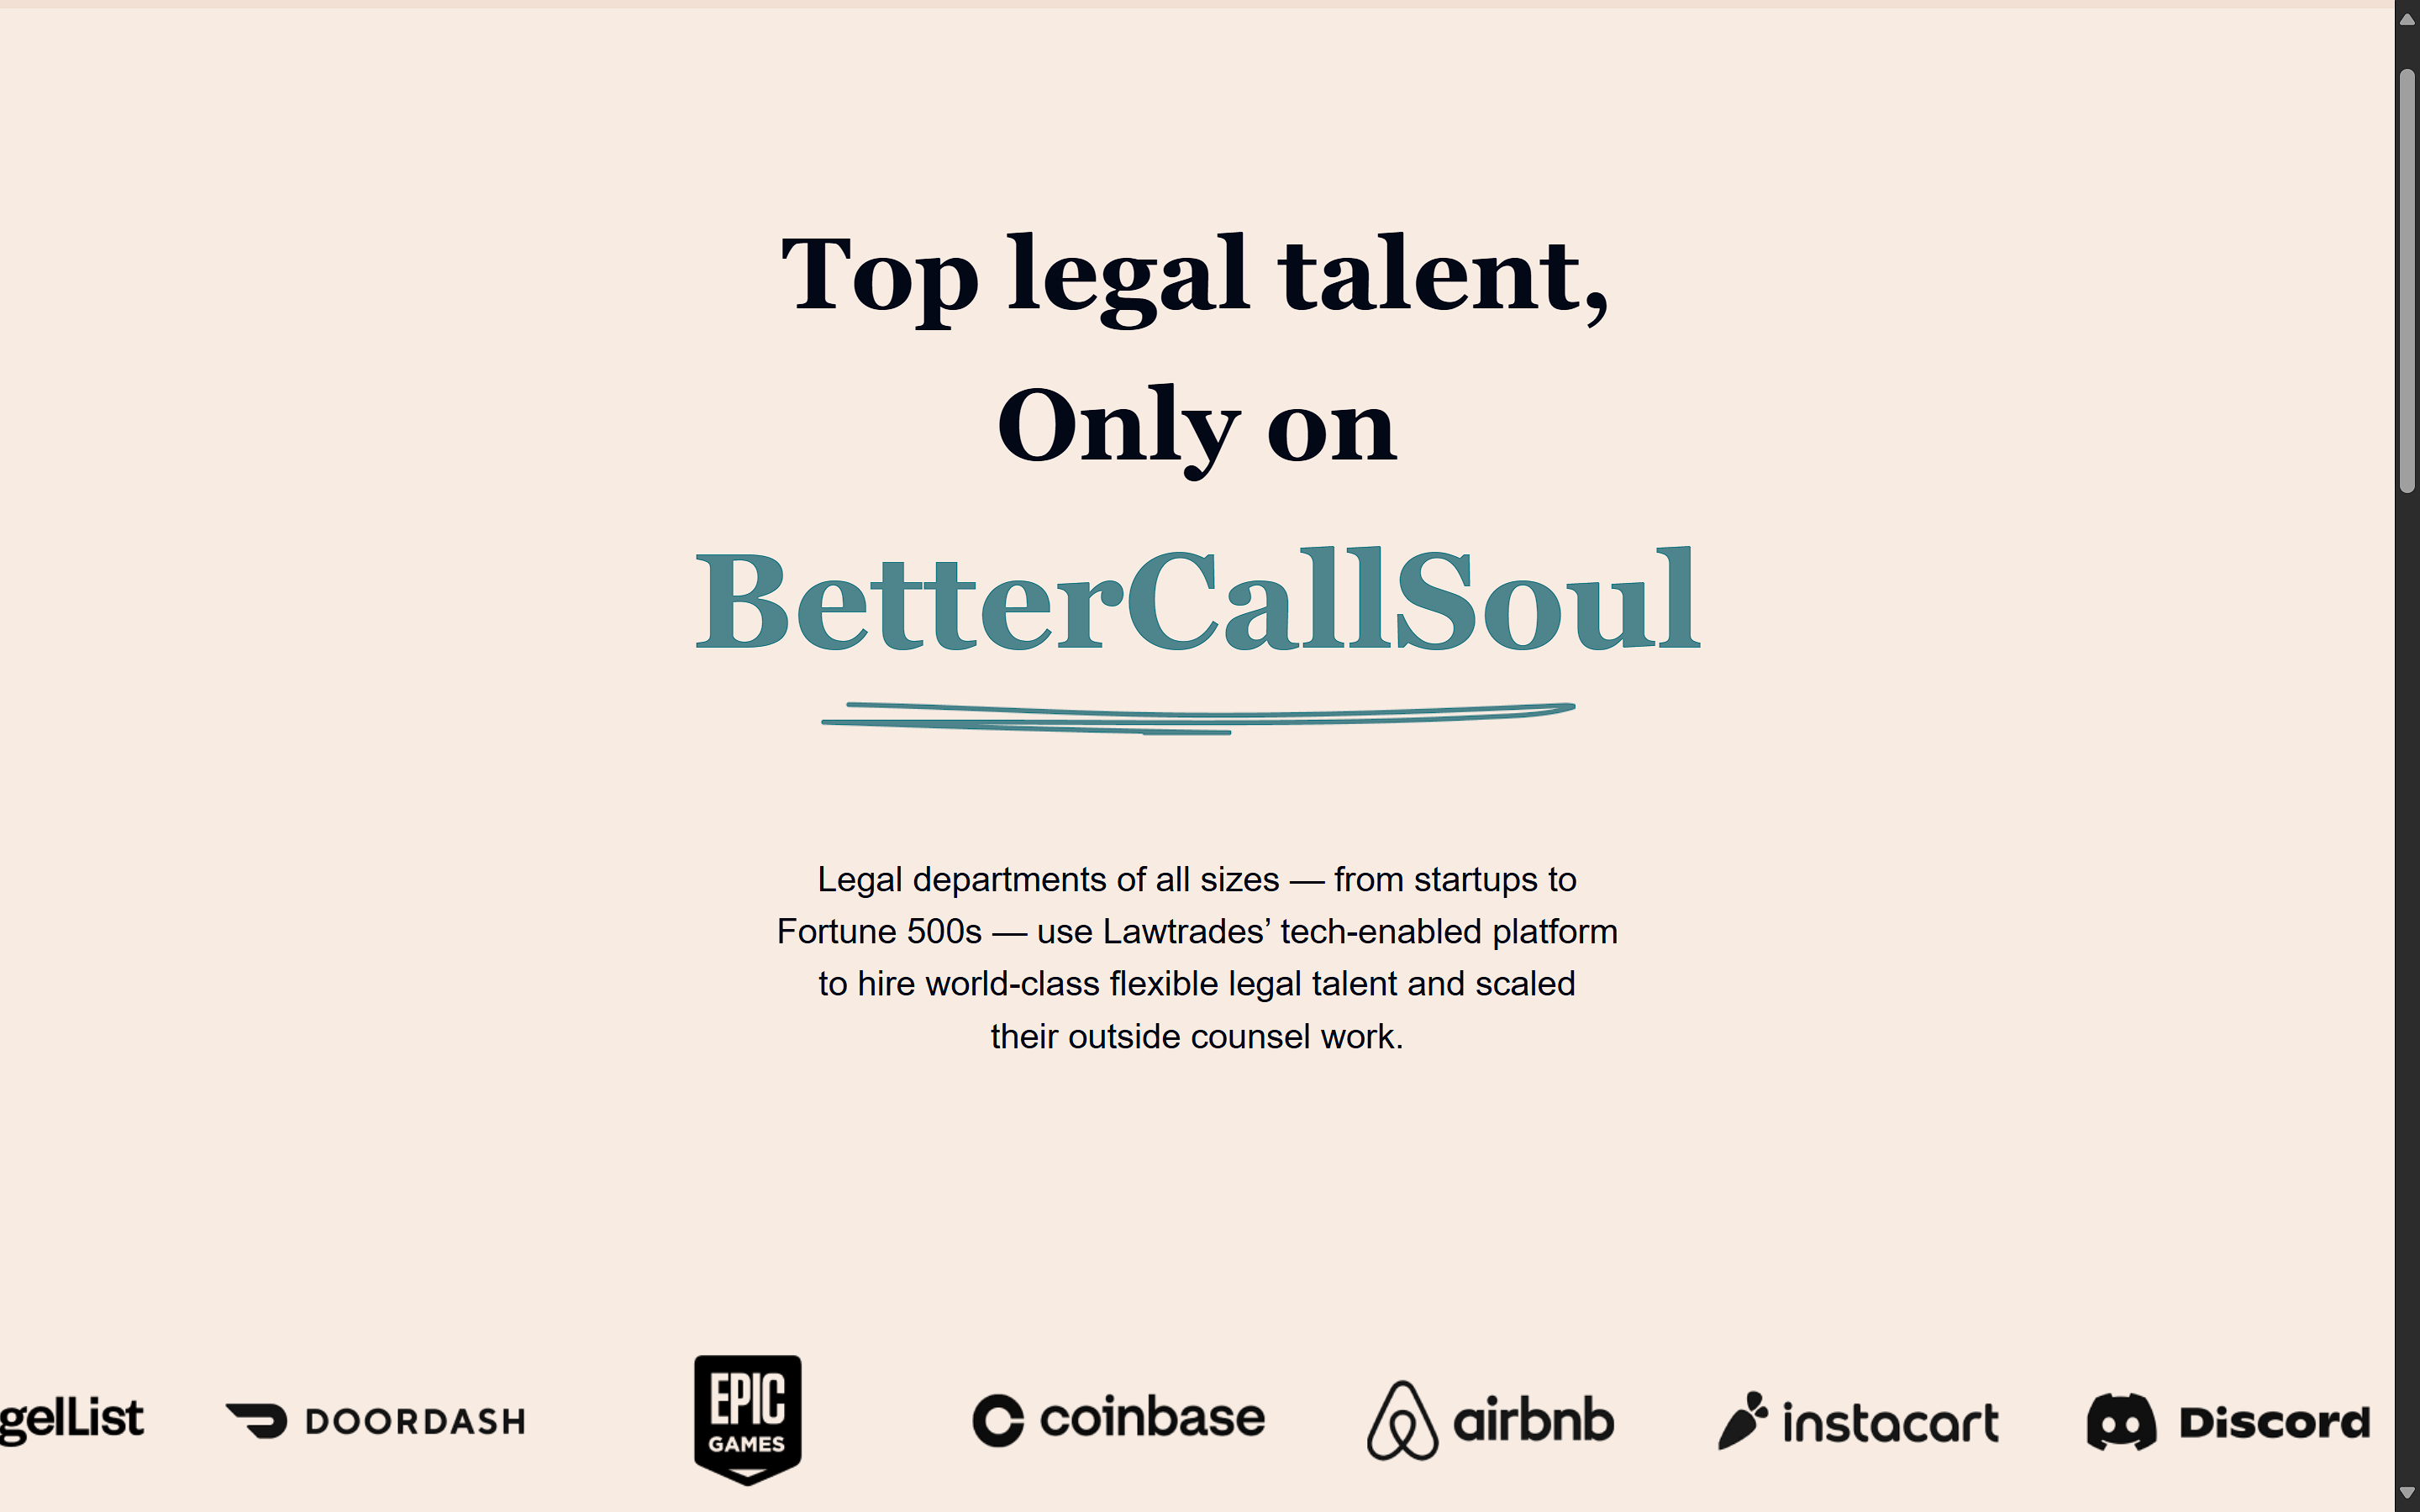 Top legal talent,
Only on
BetterCallSoul
Legal departments of all sizes — from startups to
Fortune 500s — use Lawtrades’ tech-enabled platform
to hire world-class flexible legal talent and scaled
their outside counsel work.
gelList DOORDASH EPIC GAMES coinbase airbnb instacart Discord